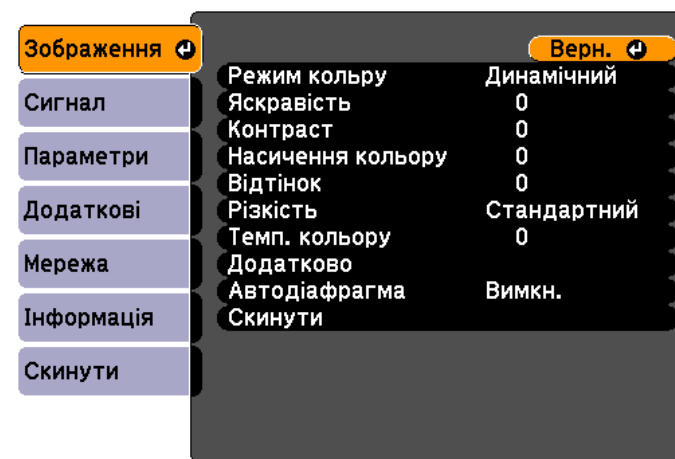 Зображення
Верн.
Режим кольру Динамічний
Яскравість 0
Сигнал
Контраст 0
Параметри
Насичення кольору 0
Відтінок 0
Додаткові
Різкість Стандартний
Темп. кольору 0
Мережа
Додатково
Автодіафрагма Вимкн.
Інформація
Скинути
Скинути